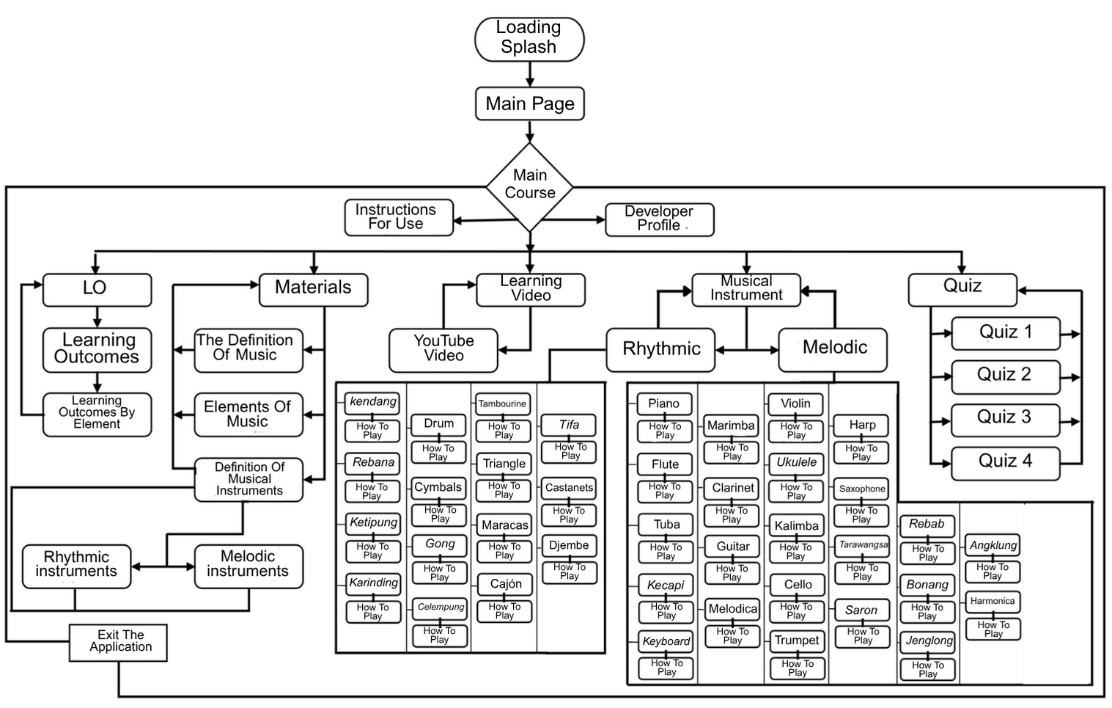 Loading
Splash
Main Page
Main
Course
Instructions
For Use
Developer
Profile .
LO
Materials
Learning
Video
Musical
Instrument
Quiz
Learning
Outcomes
Learning
Outcomes By
Element
The Definition
Of Music
Elements Of
Music
Definition Of
Musical
Instruments
Rhythmic
instruments
Melodic
instruments
Exit The
Application
YouTube
Video
Rhythmic
Melodic
Quiz 1
Quiz 2
Quiz 3
Quiz 4
kendang
How To
Play
Rebana
How To
Play
Ketipung
How To
Play
Karinding
How To
Play
Drum
How To
Play
Cymbals
How To
Play
Gong
How To
Play
Celempung
How To
Play
Tambourine
How To
Play
Triangle
How To
Play
Maracas
How To
Play
Cajón
How To
Play
Tifa
How To
Play
Castanets
How To
Play
Djembe
How To
Play
Piano
How To
Play
Flute
How To
Play
Tuba
How To
Play
Kecapi
How To
Play
Keyboard
How To
Play
Marimba
How To
Play
Clarinet
How To
Play
Guitar
How To
Play
Melodica
How To
Play
Violin
How To
Play
Ukulele
How To
Play
Kalimba
How To
Play
Cello
How To
Play
Trumpet
How To
Play
Harp
How To
Play
Saxophone
How To
Play
Tarawangsa
How To
Play
Saron
How To
Play
Rebab
How To
Play
Bonang
How To
Play
Jenglong
How To
Play
Angklung
How To
Play
Harmonica
How To
Play